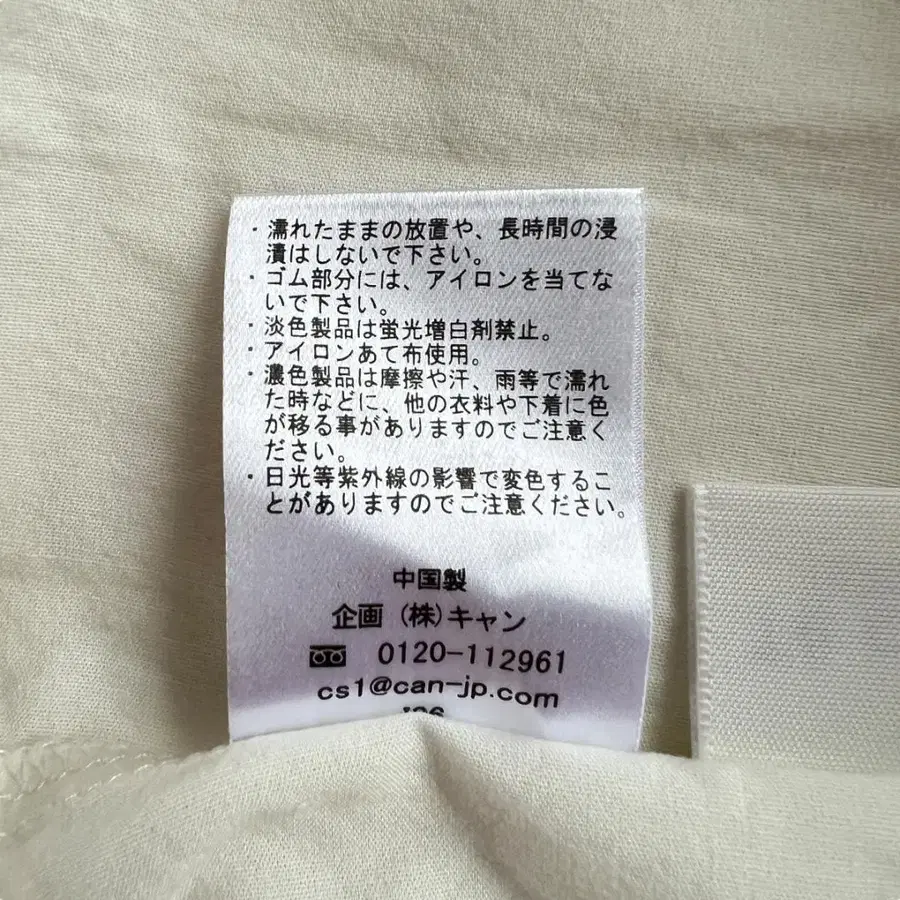 ・濡れたままの放置や、長時間の浸
漬はしないで下さい。
・ゴム部分には、アイロンを当てな
いで下さい。
・淡色製品は蛍光増白剤禁止。
・アイロンあて布使用。
・濃色製品は摩擦や汗、雨等で濡れ
た時などに、他の衣料や下着に色
が移る事がありますのでご注意く
ださい。
・日光等紫外線の影響で変色するこ
とがありますのでご注意ください。
中国製
企画（株）キャン
0120-112961
cs1@can-jp.com